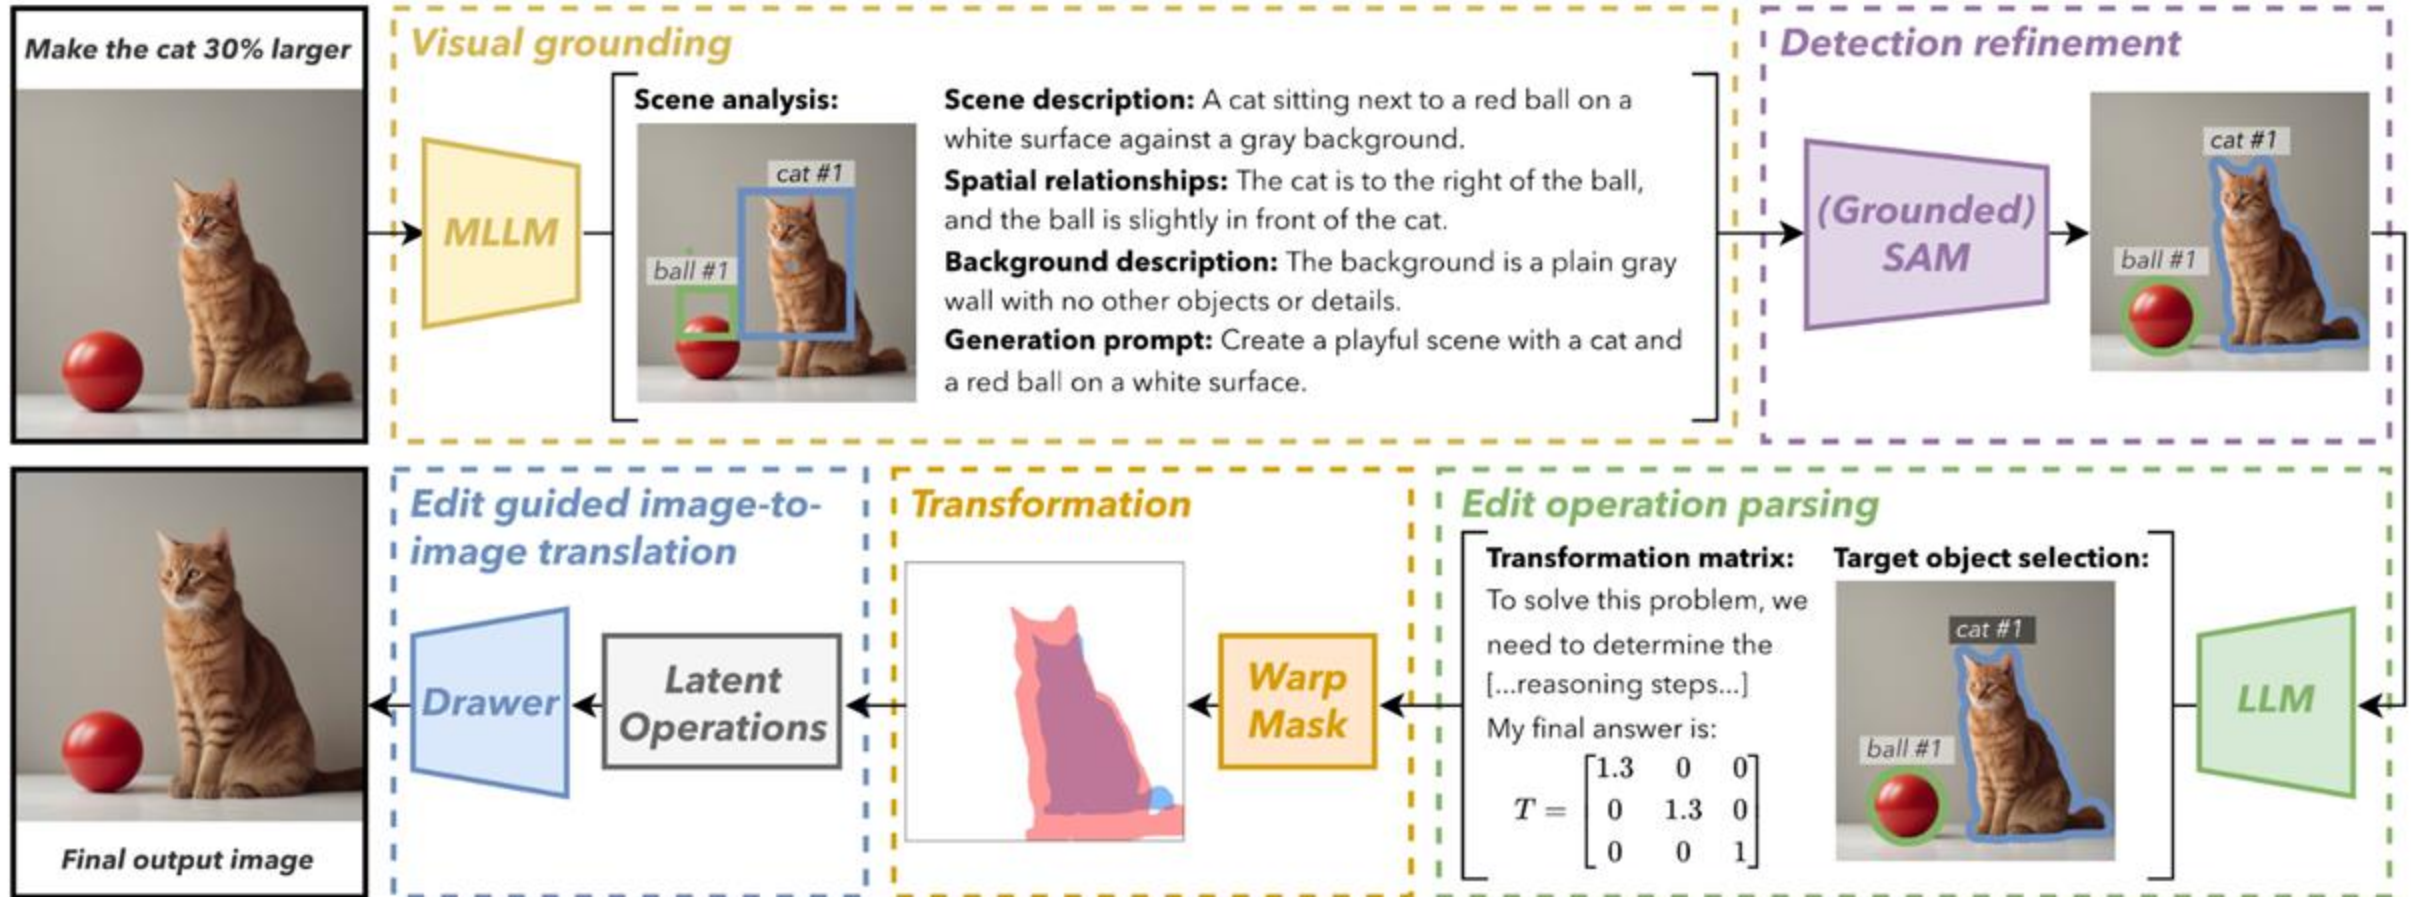 Make the cat 30% larger
Visual grounding
MLLM
Scene analysis:
cat #1
ball #1
Scene description: A cat sitting next to a red ball on a
white surface against a gray background.
Spatial relationships: The cat is to the right of the ball,
and the ball is slightly in front of the cat.
Background description: The background is a plain gray
wall with no other objects or details.
Generation prompt: Create a playful scene with a cat and
a red ball on a white surface.
Detection refinement
(Grounded)
SAM
cat #1
ball #1
Edit operation parsing
LLM
Target object selection:
cat #1
ball #1
Transformation matrix:
To solve this problem, we
need to determine the
[...reasoning steps...]
My final answer is:
1.3 0 0
T = 0 1.3 0
0 0 1
Transformation
Warp
Mask
Edit guided image-to-
image translation
Latent
Operations
Drawer
Final output image